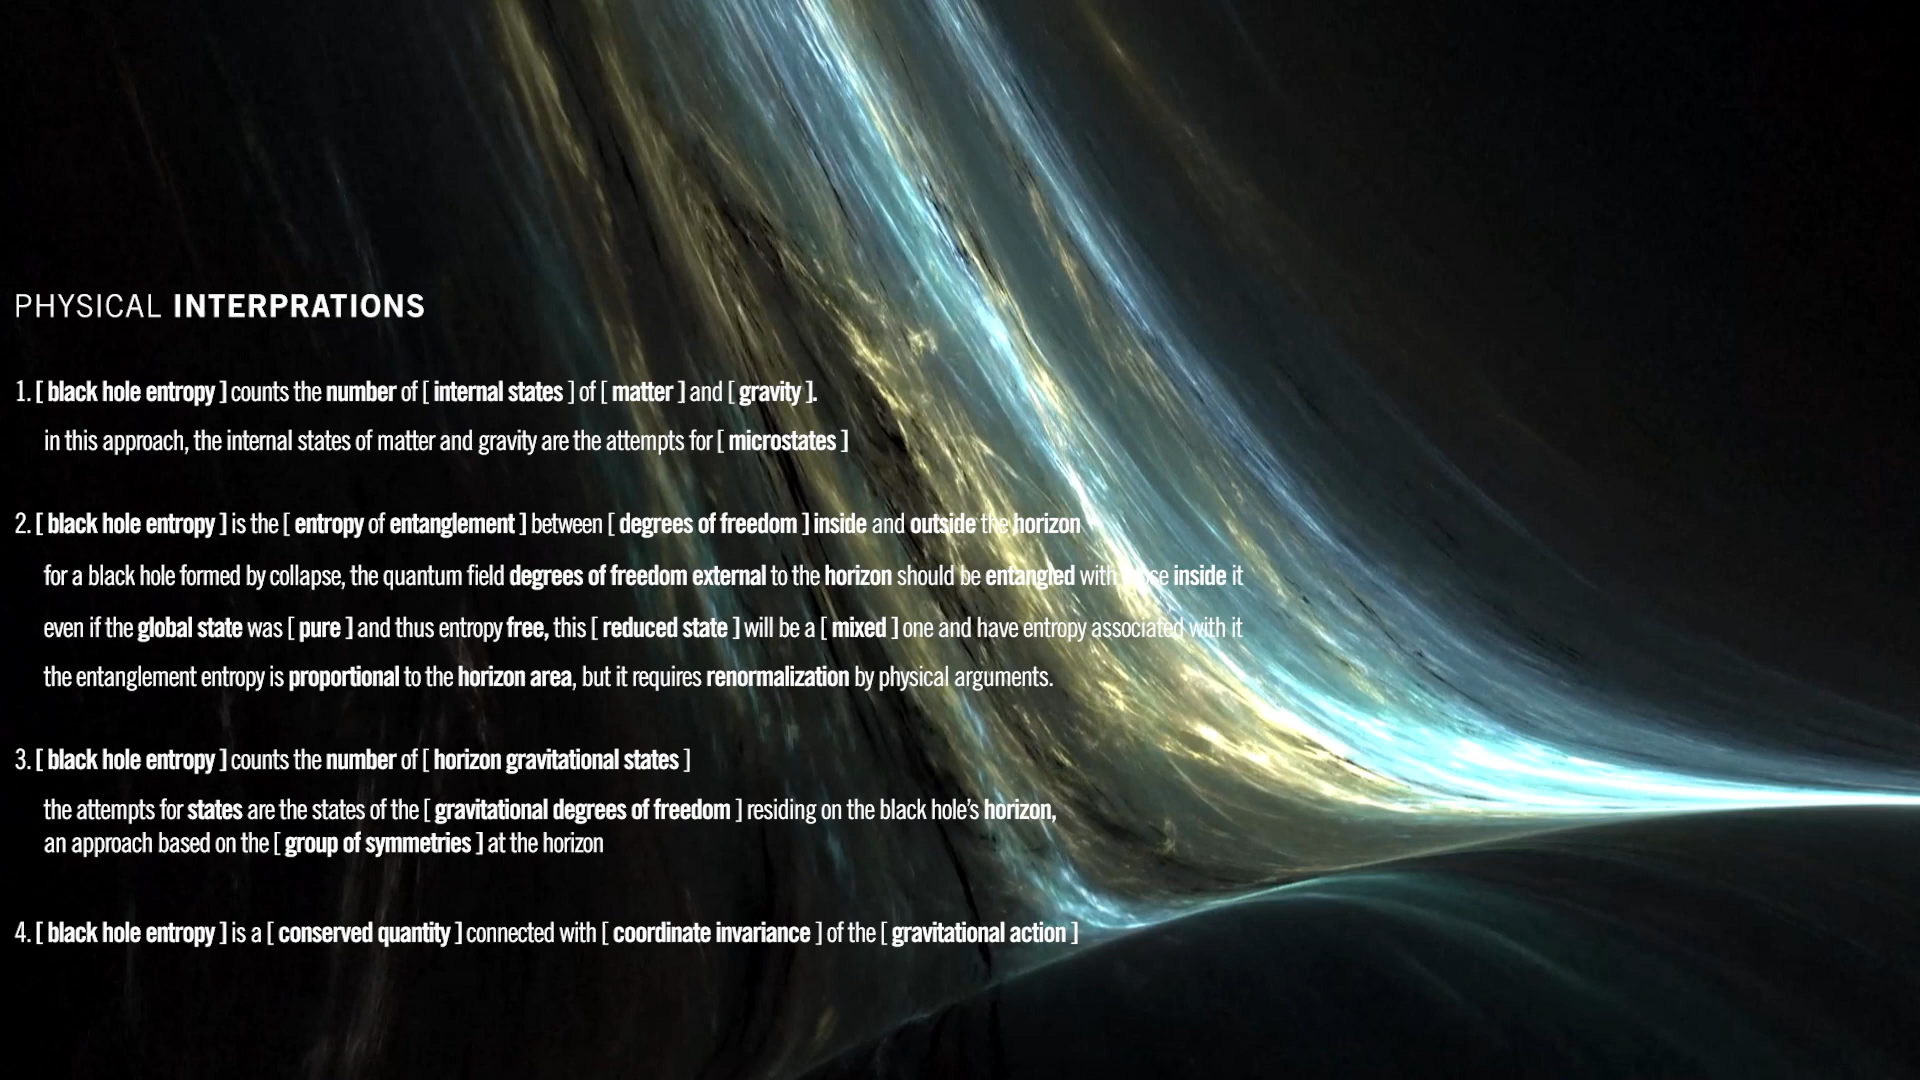 PHYSICAL INTERPRATIONS
1. [ black hole entropy ] counts the number of [ internal states ] of [ matter ] and [ gravity ].
in this approach, the internal states of matter and gravity are the attempts for [ microstates ]
2. [ black hole entropy ] is the [ entropy of entanglement ] between [ degrees of freedom ] inside and outside the horizon
for a black hole formed by collapse, the quantum field degrees of freedom external to the horizon should be entangled with those inside it
even if the global state was [ pure ] and thus entropy free, this [ reduced state ] will be a [ mixed ] one and have entropy associated with it
the entanglement entropy is proportional to the horizon area, but it requires renormalization by physical arguments.
3. [ black hole entropy ] counts the number of [ horizon gravitational states ]
the attempts for states are the states of the [ gravitational degrees of freedom ] residing on the black hole’s horizon,
an approach based on the [ group of symmetries ] at the horizon
4. [ black hole entropy ] is a [ conserved quantity ] connected with [ coordinate invariance ] of the [ gravitational action ]